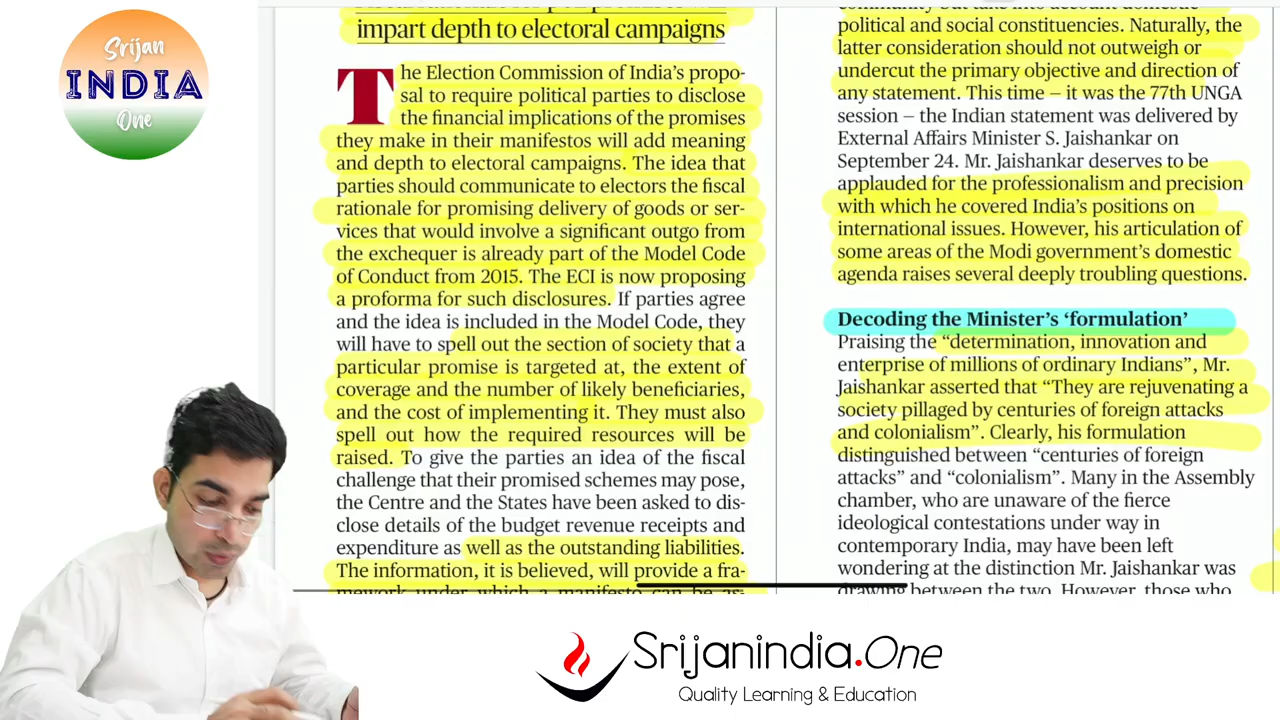 Srijan
INDIA
One
impart depth to electoral campaigns
The Election Commission of India's propo-
sal to require political parties to disclose
the financial implications of the promises
they make in their manifestos will add meaning
and depth to electoral campaigns. The idea that
parties should communicate to electors the fiscal
rationale for promising delivery of goods or ser-
vices that would involve a significant outgo from
the exchequer is already part of the Model Code
of Conduct from 2015. The ECI is now proposing
a proforma for such disclosures. If parties agree
and the idea is included in the Model Code, they
will have to spell out the section of society that a
particular promise is targeted at, the extent of
coverage and the number of likely beneficiaries,
and the cost of implementing it. They must also
spell out how the required resources will be
raised. To give the parties an idea of the fiscal
challenge that their promised schemes may pose,
the Centre and the States have been asked to dis-
close details of the budget revenue receipts and
expenditure as well as the outstanding liabilities.
The information, it is believed, will provide a fra-
mework under which a manifesto can be as-
political and social constituencies. Naturally, the
latter consideration should not outweigh or
undercut the primary objective and direction of
any statement. This time – it was the 77th UNGA
session – the Indian statement was delivered by
External Affairs Minister S. Jaishankar on
September 24. Mr. Jaishankar deserves to be
applauded for the professionalism and precision
with which he covered India's positions on
international issues. However, his articulation of
some areas of the Modi government's domestic
agenda raises several deeply troubling questions.
Decoding the Minister's 'formulation'
Praising the "determination, innovation and
enterprise of millions of ordinary Indians", Mr.
Jaishankar asserted that "They are rejuvenating a
society pillaged by centuries of foreign attacks
and colonialism". Clearly, his formulation
distinguished between "centuries of foreign
attacks" and "colonialism". Many in the Assembly
chamber, who are unaware of the fierce
ideological contestations under way in
contemporary India, may have been left
wondering at the distinction Mr. Jaishankar was
drawing between the two. However, those who
Srijanindia.One
Quality Learning & Education